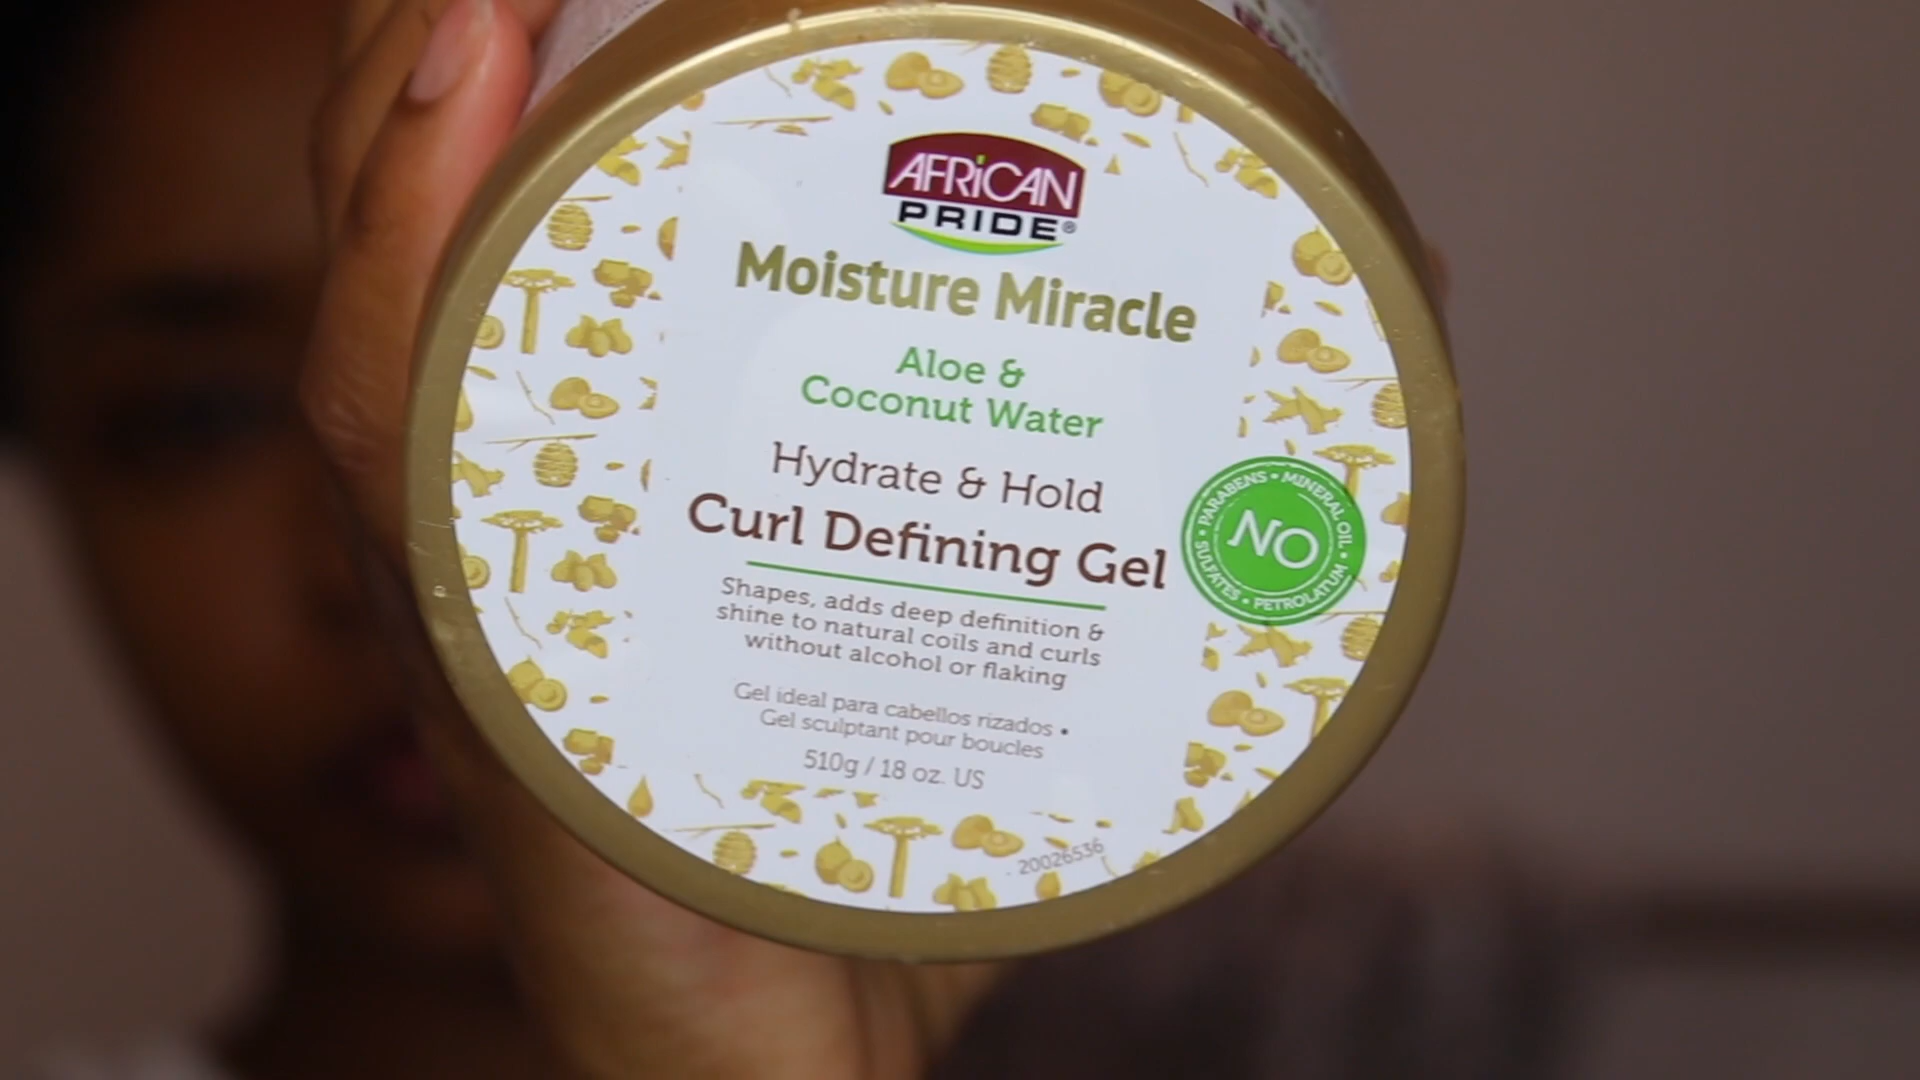 AFRiCAN
PRIDE®
Moisture Miracle
Aloe &
Coconut Water
Hydrate & Hold
Curl Defining Gel
Shapes, adds deep definition &
shine to natural coils and curls
without alcohol or flaking
Gel ideal para cabellos rizados •
Gel sculptant pour boucles
510g / 18 oz. US
• PARABENS • MINERAL OIL • PETROLATUM • SULFATES
NO
20026536